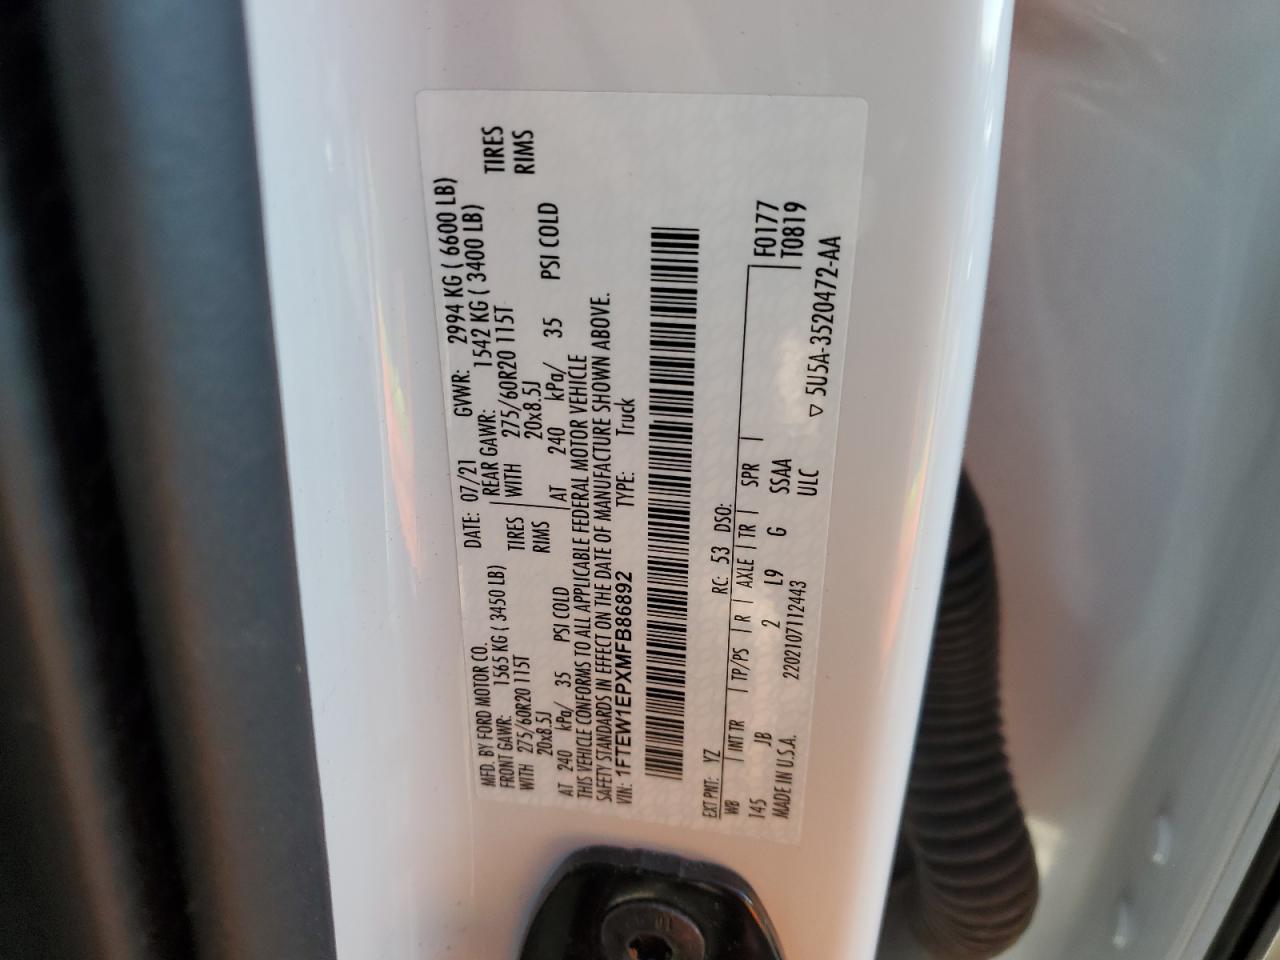 MFD. BY FORD MOTOR CO. DATE: 07/21 GVWR: 2994 KG ( 6600 LB)
FRONT GAWR: 1565 KG ( 3450 LB) REAR GAWR: 1542 KG ( 3400 LB)
WITH 275/60R20 115T TIRES WITH 275/60R20 115T TIRES
20x8.5J RIMS 20x8.5J RIMS
AT 240 kPa/ 35 PSI COLD AT 240 kPa/ 35 PSI COLD
THIS VEHICLE CONFORMS TO ALL APPLICABLE FEDERAL MOTOR VEHICLE
SAFETY STANDARDS IN EFFECT ON THE DATE OF MANUFACTURE SHOWN ABOVE.
VIN: 1FTEW1EPXMFB86892 TYPE: Truck
EXT PNT: YZ RC: 53 DSO:
WB | INT TR | TP/PS | R | AXLE | TR | SPR | F0177
145 JB 2 L9 G SSAA T0819
MADE IN U.S.A. 2202107112443 ULC
▽ 5U5A-3520472-AA